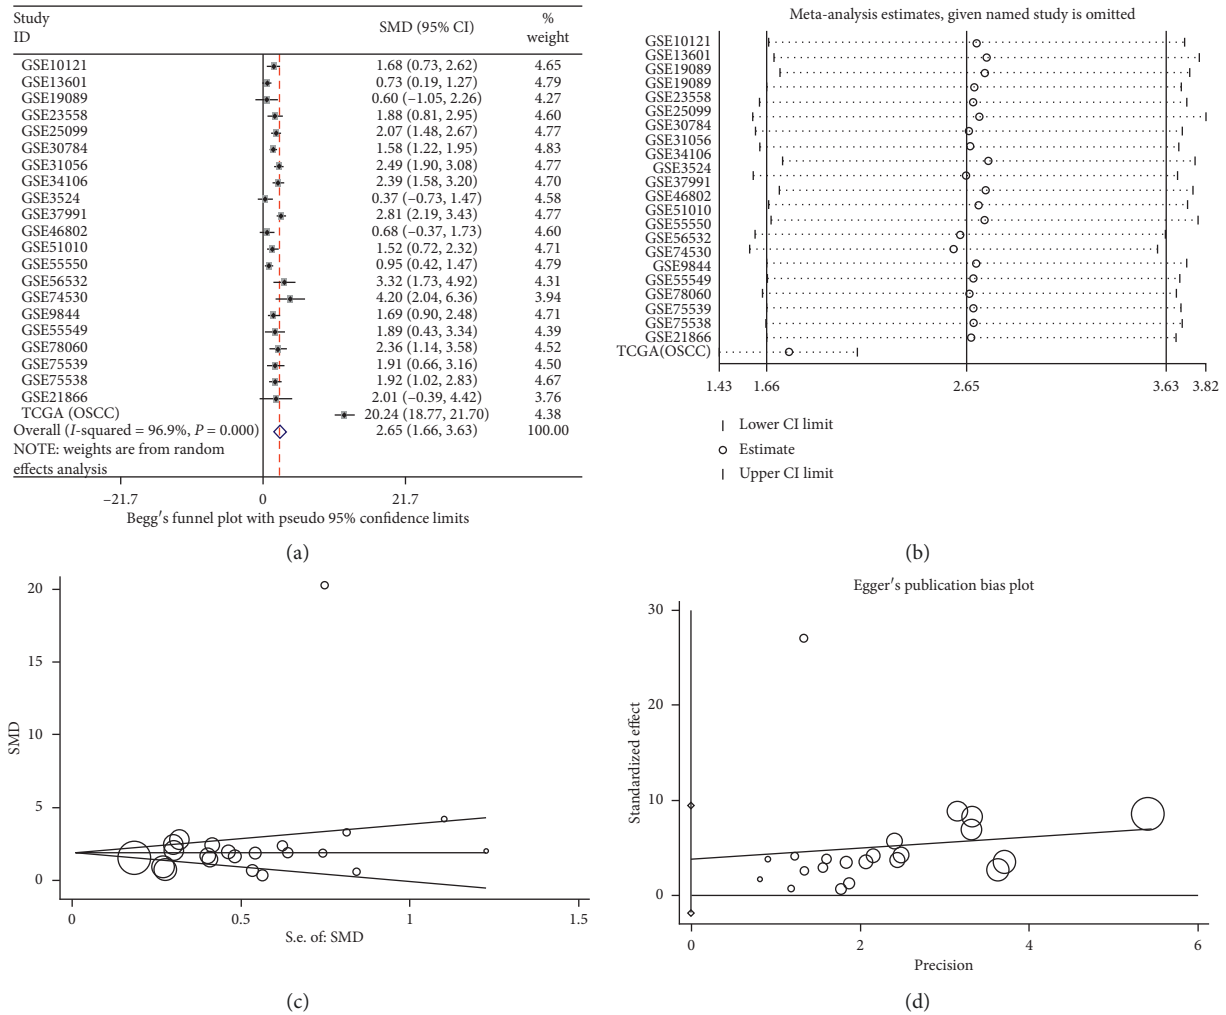 Study
ID
SMD (95% CI)
%
weight
GSE10121 1.68 (0.73, 2.62) 4.65
GSE13601 0.73 (0.19, 1.27) 4.79
GSE19089 0.60 (–1.05, 2.26) 4.27
GSE23558 1.88 (0.81, 2.95) 4.60
GSE25099 2.07 (1.48, 2.67) 4.77
GSE30784 1.58 (1.22, 1.95) 4.83
GSE31056 2.49 (1.90, 3.08) 4.77
GSE34106 2.39 (1.58, 3.20) 4.70
GSE3524 0.37 (–0.73, 1.47) 4.58
GSE37991 2.81 (2.19, 3.43) 4.77
GSE46802 0.68 (–0.37, 1.73) 4.60
GSE51010 1.52 (0.72, 2.32) 4.71
GSE55550 0.95 (0.42, 1.47) 4.79
GSE56532 3.32 (1.73, 4.92) 4.31
GSE74530 4.20 (2.04, 6.36) 3.94
GSE9844 1.69 (0.90, 2.48) 4.71
GSE55549 1.89 (0.43, 3.34) 4.39
GSE78060 2.36 (1.14, 3.58) 4.52
GSE75539 1.91 (0.66, 3.16) 4.50
GSE75538 1.92 (1.02, 2.83) 4.67
GSE21866 2.01 (–0.39, 4.42) 3.76
TCGA (OSCC) 20.24 (18.77, 21.70) 4.38
Overall (I-squared = 96.9%, P = 0.000) 2.65 (1.66, 3.63) 100.00
NOTE: weights are from random
effects analysis
–21.7 0 21.7
Begg′s funnel plot with pseudo 95% confidence limits
(a)
Meta-analysis estimates, given named study is omitted
GSE10121
GSE13601
GSE19089
GSE19089
GSE23558
GSE25099
GSE30784
GSE31056
GSE34106
GSE3524
GSE37991
GSE46802
GSE51010
GSE55550
GSE56532
GSE74530
GSE9844
GSE55549
GSE78060
GSE75539
GSE75538
GSE21866
TCGA(OSCC)
1.43 1.66 2.65 3.63 3.82
Lower CI limit
Estimate
Upper CI limit
(b)
20
15
10
5
0
SMD
0 0.5 1 1.5
S.e. of: SMD
(c)
Egger′s publication bias plot
30
20
10
0
Standardized effect
0 2 4 6
Precision
(d)